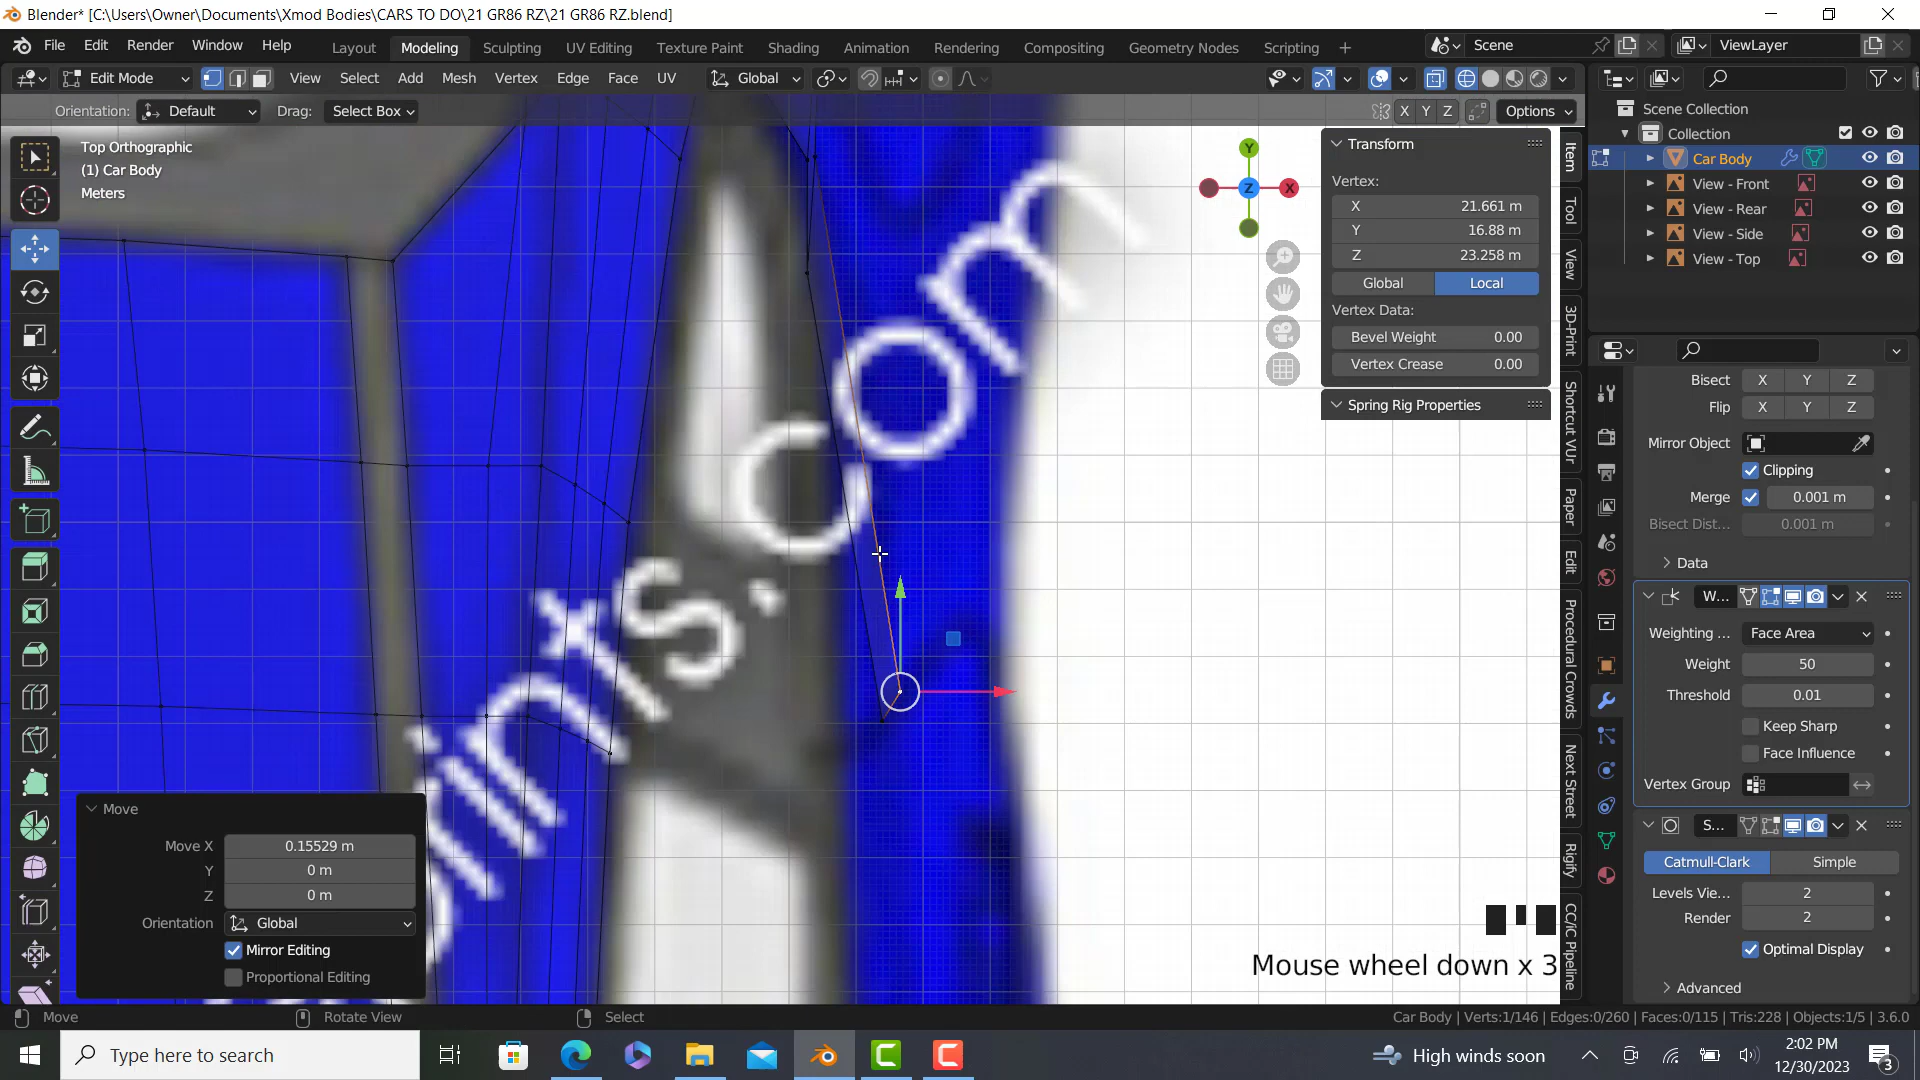 Blender* [C:\Users\Owner\Documents\Xmod Bodies\CARS TO DO\21 GR86 RZ\21 GR86 RZ.blend]
File Edit Render Window Help
Layout Modeling Sculpting UV Editing Texture Paint Shading Animation Rendering Compositing Geometry Nodes Scripting +
Scene
ViewLayer
Edit Mode View Select Add Mesh Vertex Edge Face UV Global
Orientation: Default Drag: Select Box
X Y Z Options
Top Orthographic
(1) Car Body
Meters
Y
Z
X
Transform
Vertex:
X 21.661 m
Y 16.88 m
Z 23.258 m
Global Local
Vertex Data:
Bevel Weight 0.00
Vertex Crease 0.00
Spring Rig Properties
Item
Tool
View
3D-Print
Shortcut VUr
Paper
Edit
Procedural Crowds
Next Street
Rigify
CC/iC Pipeline
Scene Collection
Collection
Car Body
View - Front
View - Rear
View - Side
View - Top
Bisect X Y Z
Flip X Y Z
Mirror Object
Clipping
Merge 0.001 m
Bisect Dist... 0.001 m
Data
W...
Weighting ... Face Area
Weight 50
Threshold 0.01
Keep Sharp
Face Influence
Vertex Group
S...
Catmull-Clark Simple
Levels Vie... 2
Render 2
Optimal Display
Advanced
ints.com
Move
Move X 0.15529 m
Y 0 m
Z 0 m
Orientation Global
Mirror Editing
Proportional Editing
Mouse wheel down x 3
Move Rotate View Select
Car Body | Verts:1/146 | Edges:0/260 | Faces:0/115 | Tris:228 | Objects:1/5 | 3.6.0
Type here to search
High winds soon
2:02 PM
12/30/2023
3